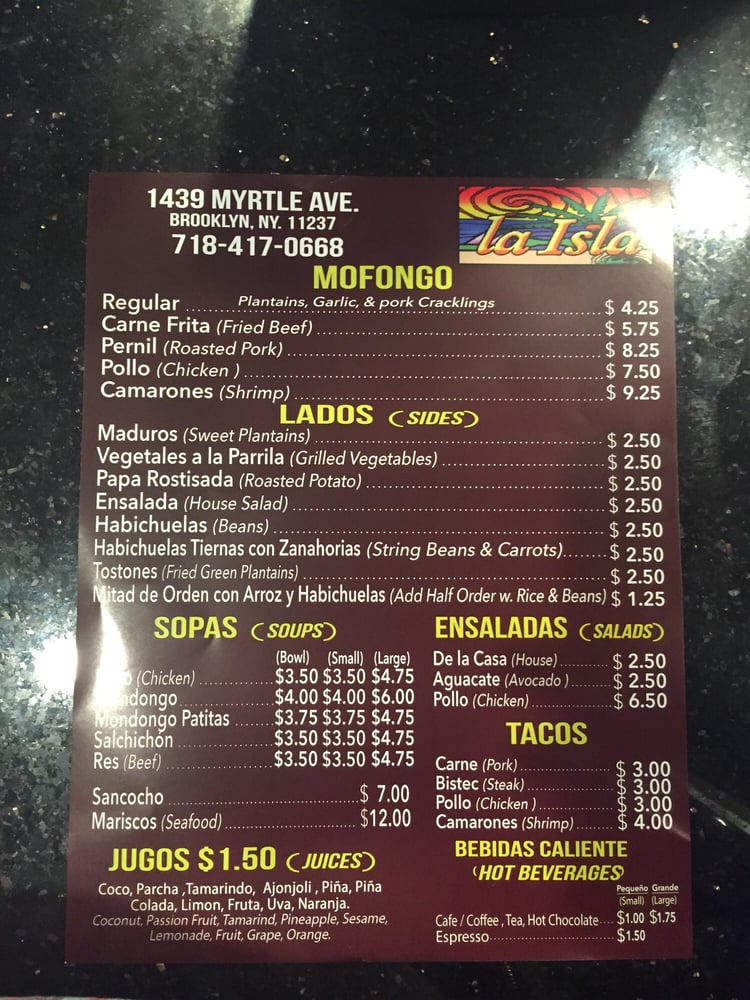 1439 MYRTLE AVE.
BROOKLYN, NY. 11237
718-417-0668
la Isla
MOFONGO
Regular Plantains, Garlic, & pork Cracklings $ 4.25
Carne Frita (Fried Beef) $ 5.75
Pernil (Roasted Pork) $ 8.25
Pollo (Chicken ) $ 7.50
Camarones (Shrimp) $ 9.25
LADOS (SIDES)
Maduros (Sweet Plantains) $ 2.50
Vegetales a la Parrila (Grilled Vegetables) $ 2.50
Papa Rostisada (Roasted Potato) $ 2.50
Ensalada (House Salad) $ 2.50
Habichuelas (Beans) $ 2.50
Habichuelas Tiernas con Zanahorias (String Beans & Carrots) $ 2.50
Tostones (Fried Green Plantains) $ 2.50
Mitad de Orden con Arroz y Habichuelas (Add Half Order w. Rice & Beans) $ 1.25
SOPAS (SOUPS)
(Bowl) (Small) (Large)
(Chicken) $3.50 $3.50 $4.75
Mondongo $4.00 $4.00 $6.00
Mondongo Patitas $3.75 $3.75 $4.75
Salchichón $3.50 $3.50 $4.75
Res (Beef) $3.50 $3.50 $4.75
Sancocho $ 7.00
Mariscos (Seafood) $12.00
JUGOS $1.50 (JUICES)
Coco, Parcha ,Tamarindo, Ajonjoli , Piña, Piña
Colada, Limon, Fruta, Uva, Naranja.
Coconut, Passion Fruit, Tamarind, Pineapple, Sesame,
Lemonade, Fruit, Grape, Orange.
ENSALADAS (SALADS)
De la Casa (House) $ 2.50
Aguacate (Avocado ) $ 2.50
Pollo (Chicken) $ 6.50
TACOS
Carne (Pork) $ 3.00
Bistec (Steak) $ 3.00
Pollo (Chicken ) $ 3.00
Camarones (Shrimp) $ 4.00
BEBIDAS CALIENTE
(HOT BEVERAGES)
Pequeño Grande
(Small) (Large)
Cafe / Coffee , Tea, Hot Chocolate $1.00 $1.75
Espresso $1.50